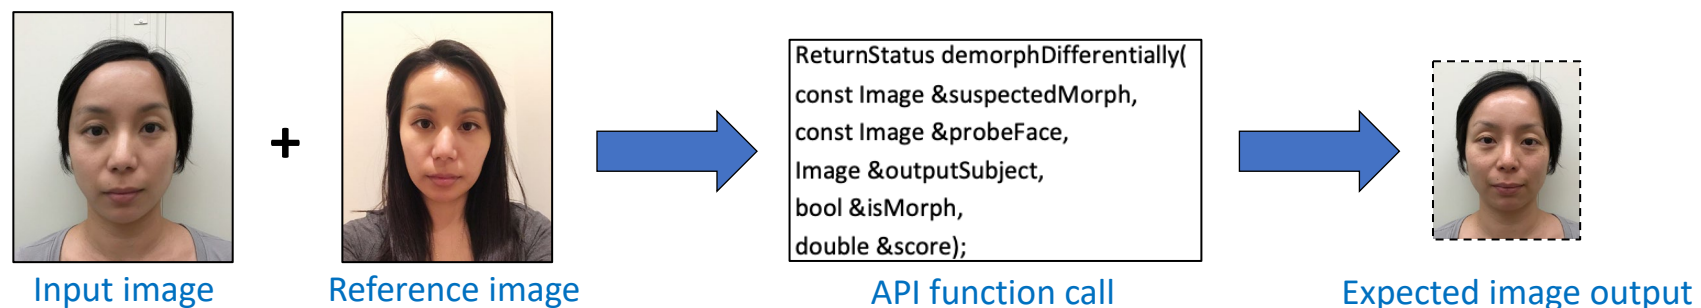 +
ReturnStatus demorphDifferentially(
const Image &suspectedMorph,
const Image &probeFace,
Image &outputSubject,
bool &isMorph,
double &score);
Input image
Reference image
API function call
Expected image output